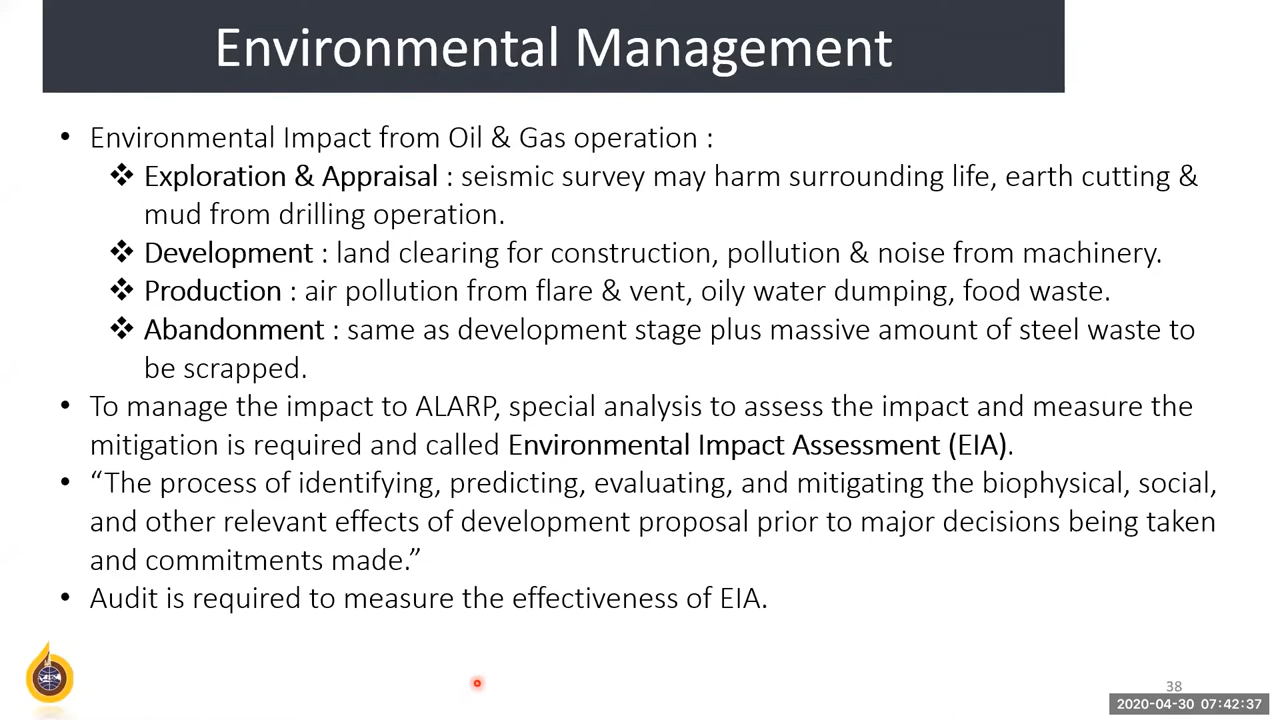 Environmental Management
• Environmental Impact from Oil & Gas operation :
❖ Exploration & Appraisal : seismic survey may harm surrounding life, earth cutting &
mud from drilling operation.
❖ Development : land clearing for construction, pollution & noise from machinery.
❖ Production : air pollution from flare & vent, oily water dumping, food waste.
❖ Abandonment : same as development stage plus massive amount of steel waste to
be scrapped.
• To manage the impact to ALARP, special analysis to assess the impact and measure the
mitigation is required and called Environmental Impact Assessment (EIA).
• “The process of identifying, predicting, evaluating, and mitigating the biophysical, social,
and other relevant effects of development proposal prior to major decisions being taken
and commitments made.”
• Audit is required to measure the effectiveness of EIA.
38
2020-04-30 07:42:37